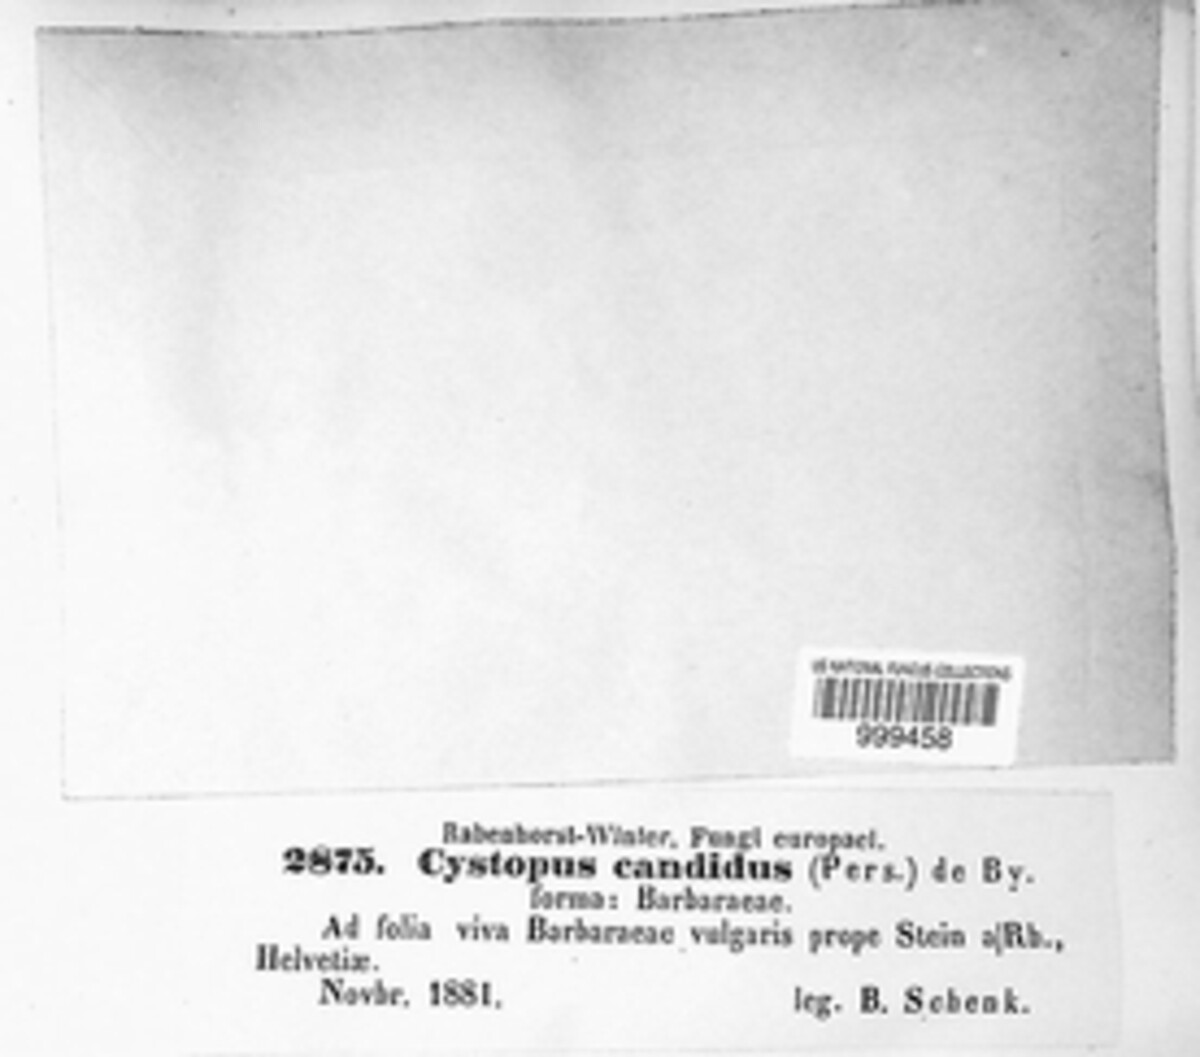 US NATIONAL FUNGUS COLLECTIONS
999458
Rabenhorst-Winter, Fungi europaei.
2875. Cystopus candidus (Pers.) de By.
forma: Barbaraeae.
Ad folia viva Barbaraeae vulgaris prope Stein a/Rh.,
Helvetiæ.
Novbr. 1881.
leg. B. Schenk.